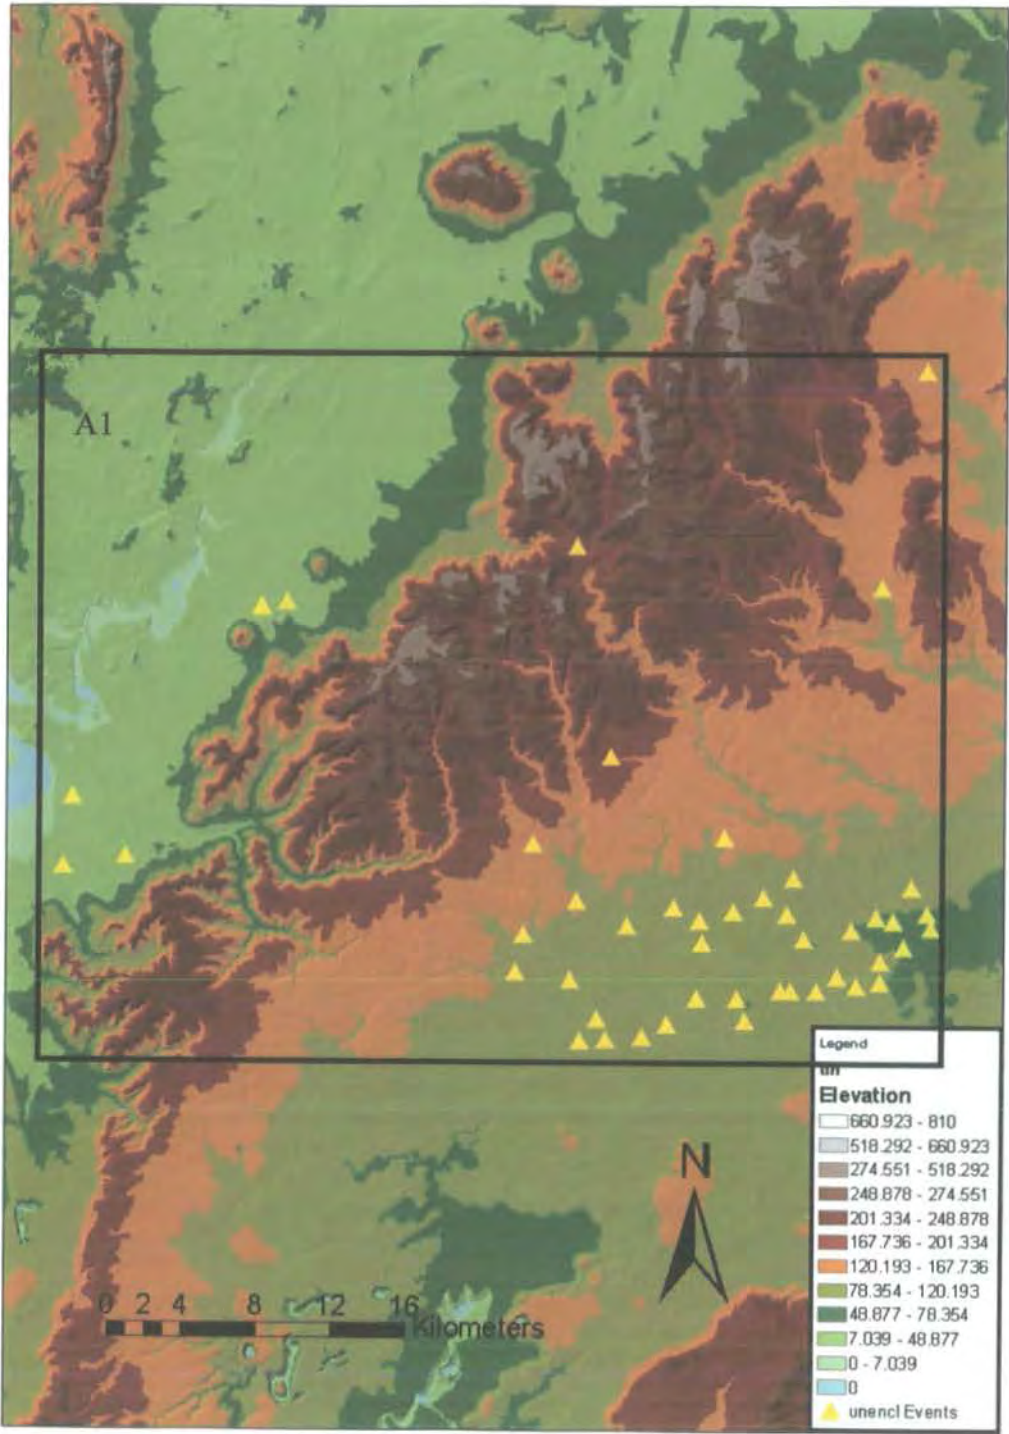 A1
N
0 2 4 8 12 16
Kilometers
Legend
Elevation
660.923 - 810
518.292 - 660.923
274.551 - 518.292
248.878 - 274.551
201.334 - 248.878
167.736 - 201.334
120.193 - 167.736
78.354 - 120.193
48.877 - 78.354
7.039 - 48.877
0 - 7.039
0
unencl Events